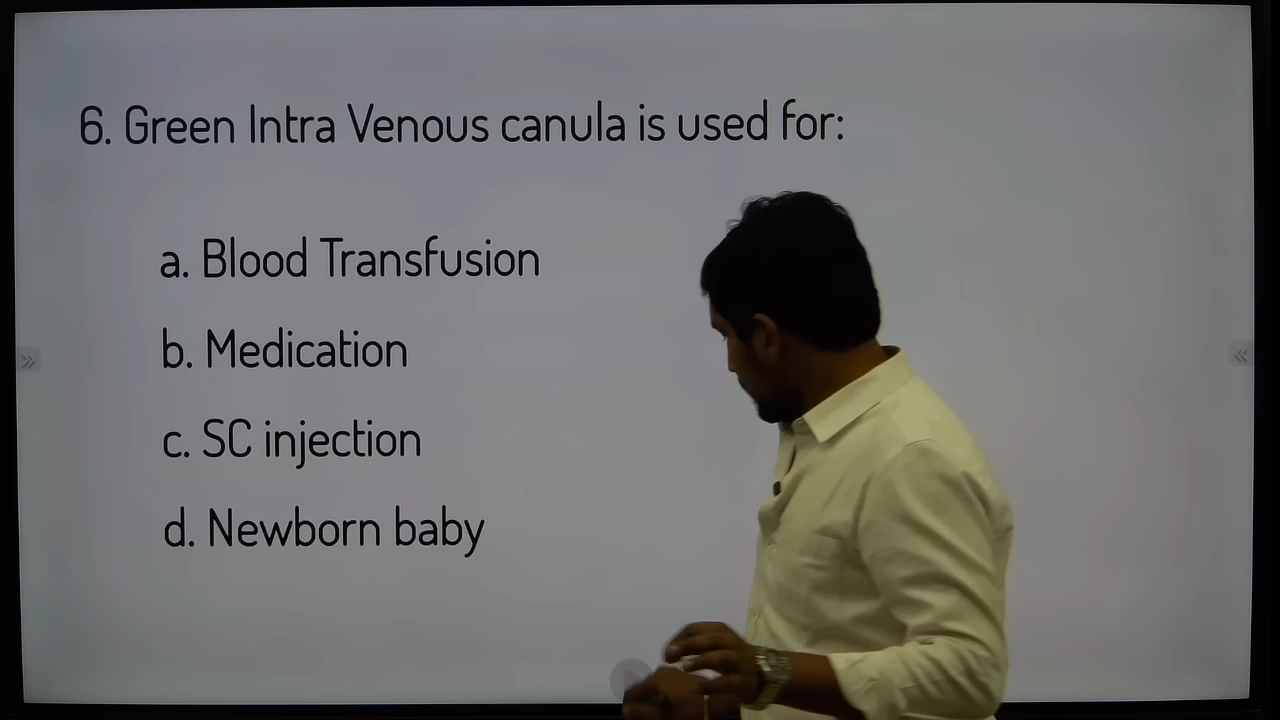 6. Green Intra Venous canula is used for:
a. Blood Transfusion
b. Medication
c. SC injection
d. Newborn baby